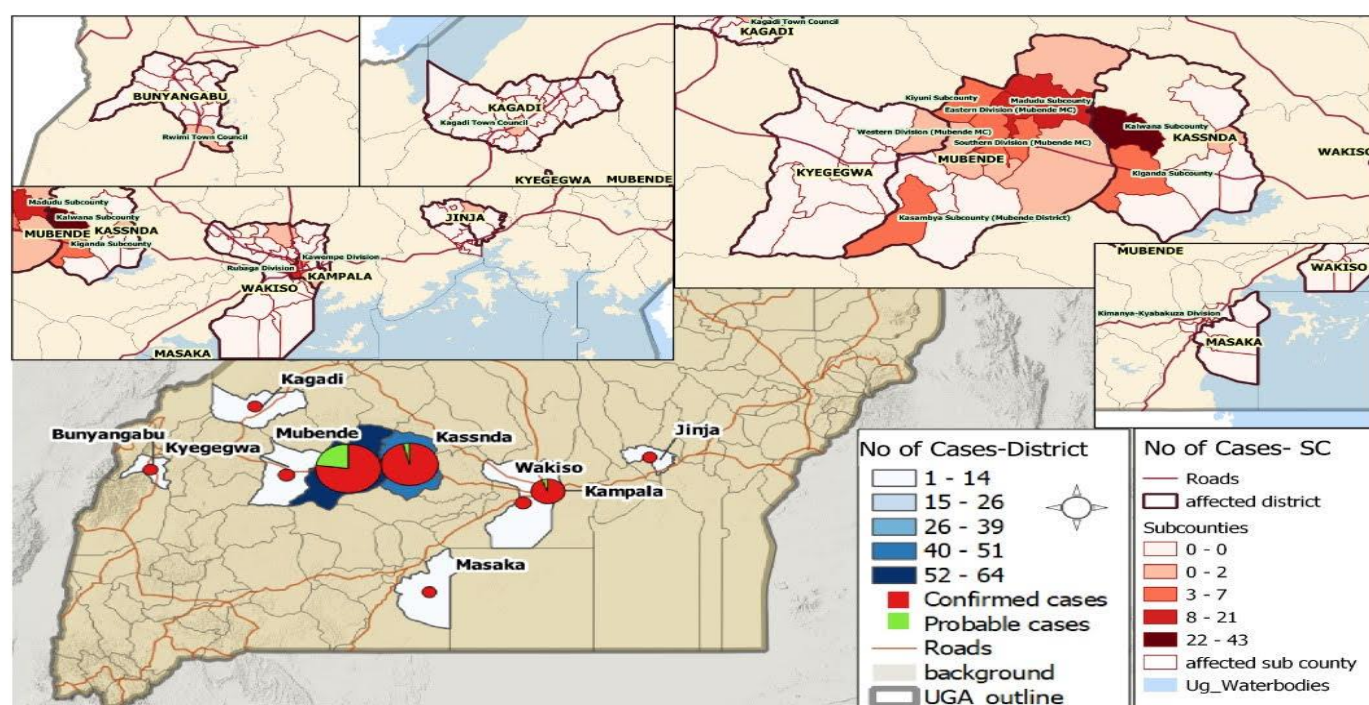 BUNYANGABU
Rwimi Town Council
KAGADI
Kagadi Town Council
KYEGEGWA
MUBENDE
Madudu Subcounty
Kalwana Subcounty
MUBENDE
KASSNDA
Kiganda Subcounty
JINJA
Kawempe Division
Rubaga Division
KAMPALA
WAKISO
MASAKA
Kagadi Town Council
KAGADI
Kiyuni Subcounty
Madudu Subcounty
Eastern Division (Mubende MC)
Western Division (Mubende MC)
Kalwana Subcounty
KASSNDA
Southern Division (Mubende MC)
MUBENDE
WAKISO
KYEGEGWA
Kiganda Subcounty
Kasambya Subcounty (Mubende District)
MUBENDE
WAKISO
Kimanya-Kyabakuza Division
MASAKA
Kagadi
Bunyangabu
Kyegegwa
Mubende
Kassnda
Jinja
Wakiso
Kampala
Masaka
No of Cases-District
1 - 14
15 - 26
26 - 39
40 - 51
52 - 64
Confirmed cases
Probable cases
Roads
background
UGA outline
No of Cases- SC
Roads
affected district
Subcounties
0 - 0
0 - 2
3 - 7
8 - 21
22 - 43
affected sub county
Ug_Waterbodies